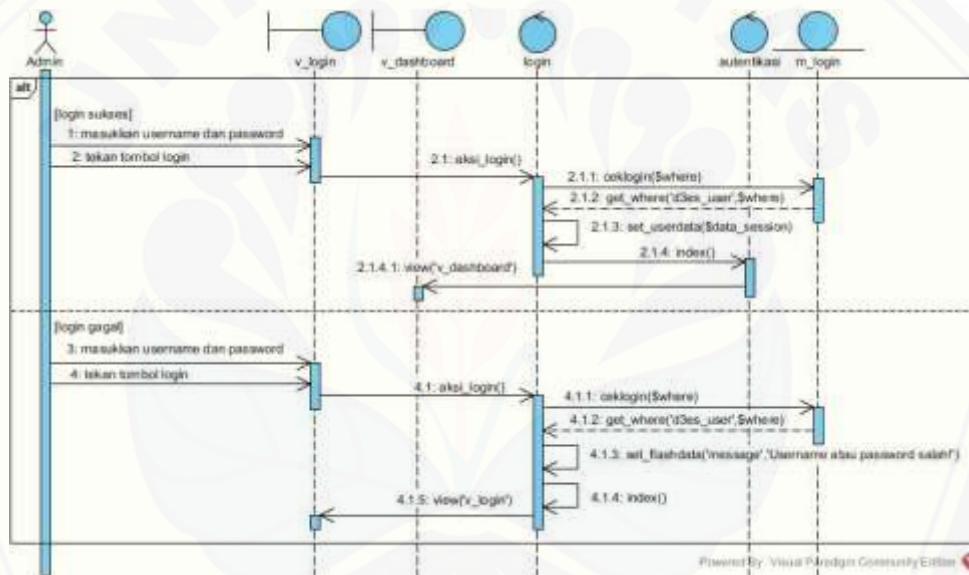 Admin
v_login
v_dashboard
login
autentikasi
m_login
alt
[login sukses]
1: masukkan username dan password
2: tekan tombol login
2.1: aksi_login()
2.1.1: ceklogin($where)
2.1.2: get_where('d3es_user',$where)
2.1.3: set_userdata($data_session)
2.1.4: index()
2.1.4.1: view('v_dashboard')
[login gagal]
3: masukkan username dan password
4: tekan tombol login
4.1: aksi_login()
4.1.1: ceklogin($where)
4.1.2: get_where('d3es_user',$where)
4.1.3: set_flashdata('message','Username atau password salah!')
4.1.4: index()
4.1.5: view('v_login')
Powered By Visual Paradigm Community Edition